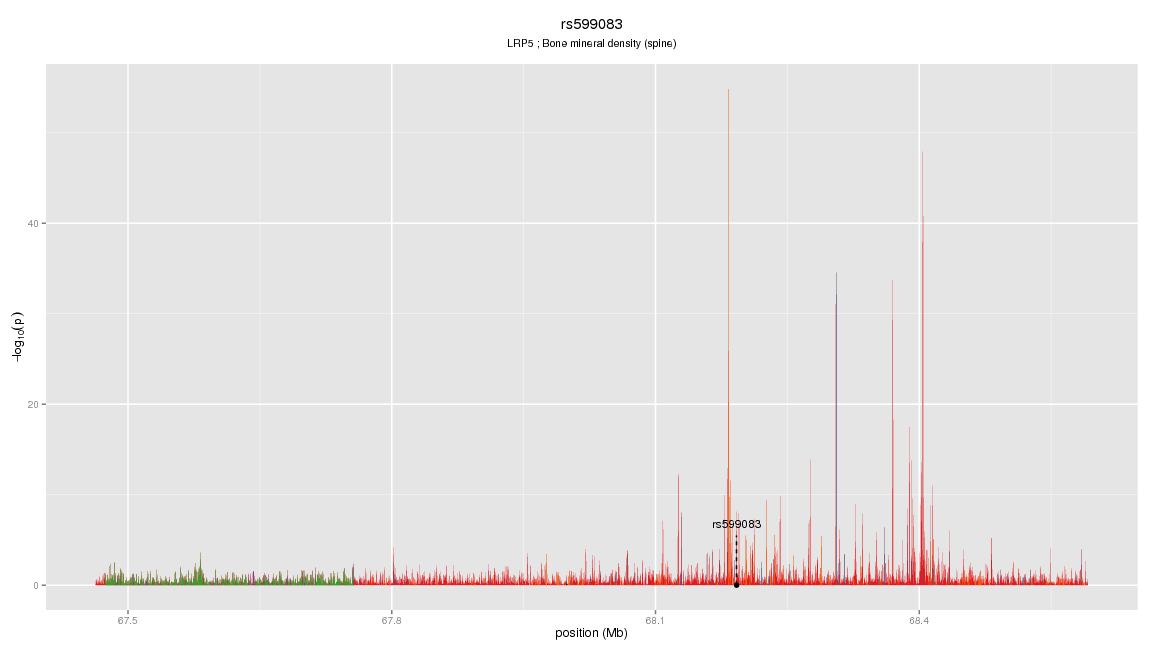 rs599083
LRP5 ; Bone mineral density (spine)
−log10(p)
40
20
0
rs599083
67.5 67.8 68.1 68.4
position (Mb)